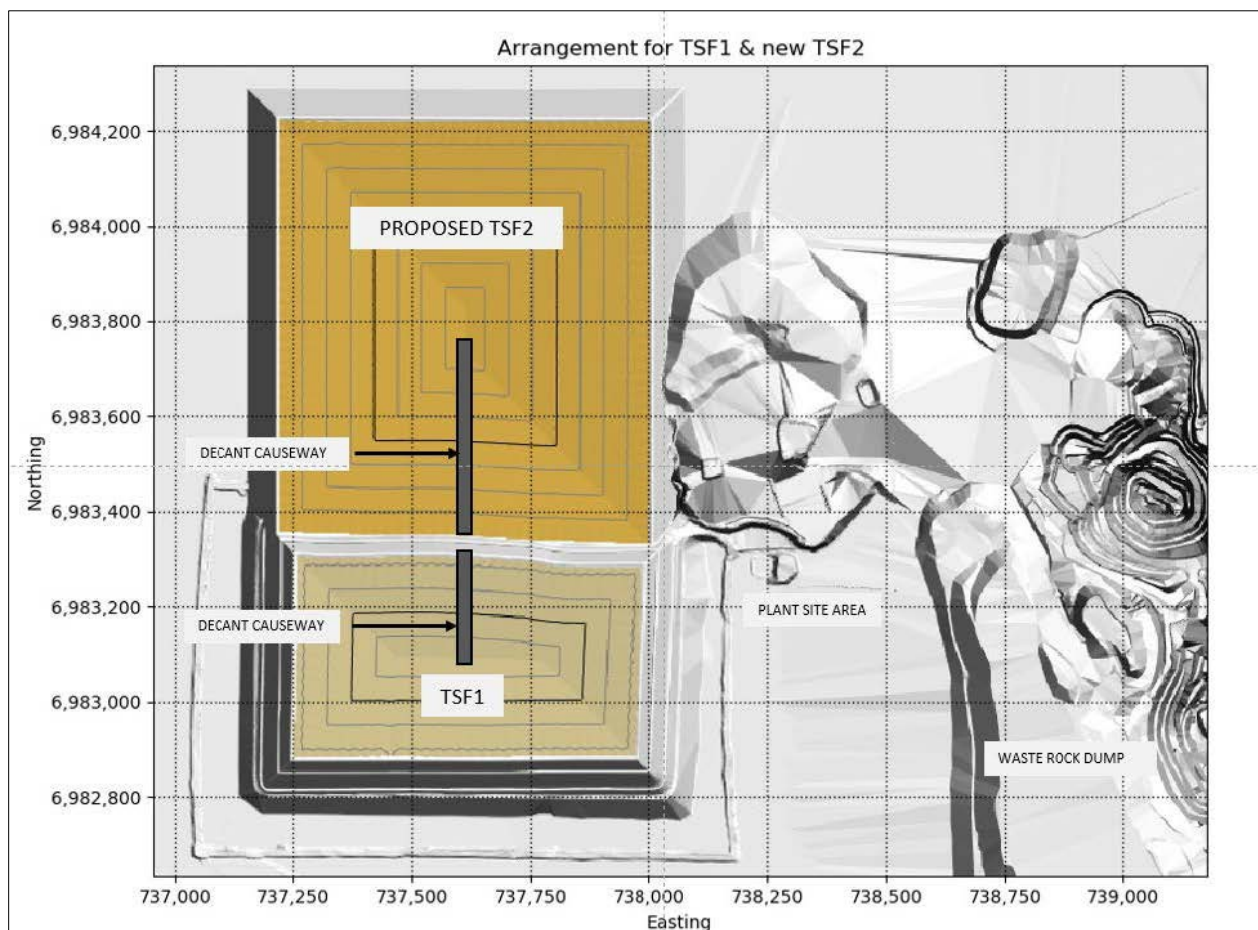 Arrangement for TSF1 & new TSF2
6,984,200
6,984,000
6,983,800
6,983,600
6,983,400
6,983,200
6,983,000
6,982,800
Northing
PROPOSED TSF2
DECANT CAUSEWAY
DECANT CAUSEWAY
TSF1
PLANT SITE AREA
WASTE ROCK DUMP
737,000
737,250
737,500
737,750
738,000
738,250
738,500
738,750
739,000
Easting